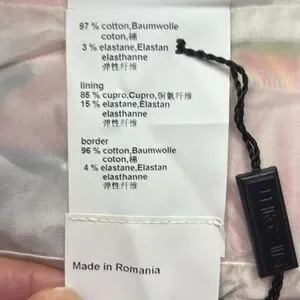 97 % cotton,Baumwolle
coton,棉
3 % elastane,Elastan
elasthanne
弹性纤维
lining
85 % cupro,Cupro,铜氨纤维
15 % elastane,Elastan
elasthanne
弹性纤维
border
96 % cotton,Baumwolle
coton,棉
4 % elastane,Elastan
elasthanne
弹性纤维
Made in Romania